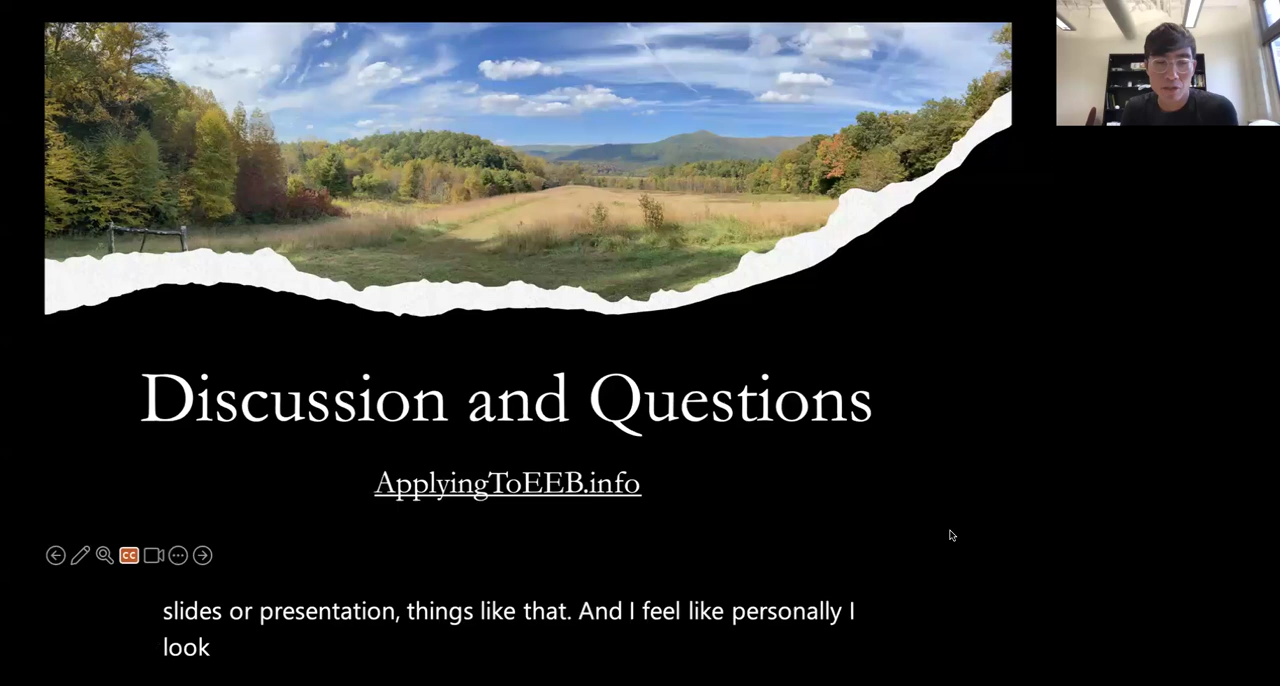 Discussion and Questions
ApplyingToEEB.info
CC
slides or presentation, things like that. And I feel like personally I
look